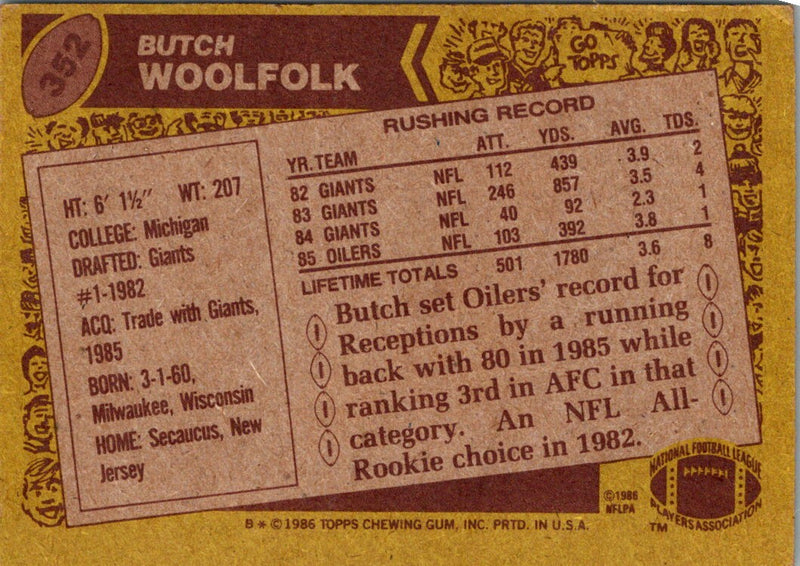 352
BUTCH
WOOLFOLK
GO
TOPPS
HT: 6' 1½" WT: 207
COLLEGE: Michigan
DRAFTED: Giants
#1-1982
ACQ: Trade with Giants,
1985
BORN: 3-1-60,
Milwaukee, Wisconsin
HOME: Secaucus, New
Jersey
RUSHING RECORD
YR. TEAM ATT. YDS. AVG. TDS.
82 GIANTS NFL 112 439 3.9 2
83 GIANTS NFL 246 857 3.5 4
84 GIANTS NFL 40 92 2.3 1
85 OILERS NFL 103 392 3.8 1
LIFETIME TOTALS 501 1780 3.6 8
Butch set Oilers' record for
Receptions by a running
back with 80 in 1985 while
ranking 3rd in AFC in that
category. An NFL All-
Rookie choice in 1982.
©1986
NFLPA
NATIONAL FOOTBALL LEAGUE
PLAYERS ASSOCIATION
TM
B * © 1986 TOPPS CHEWING GUM, INC. PRTD. IN U.S.A.